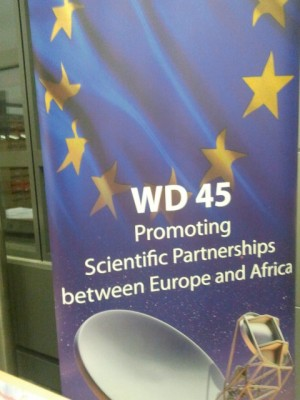 WD 45
Promoting
Scientific Partnerships
between Europe and Africa